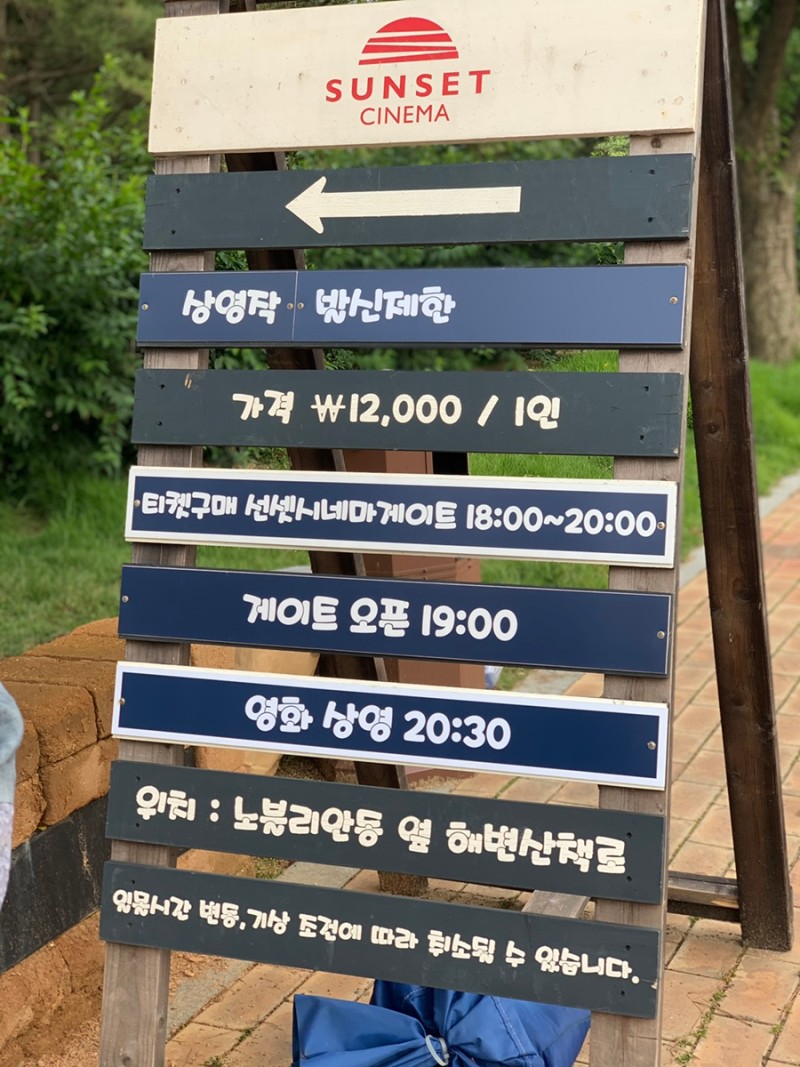 SUNSET
CINEMA
상영작 밥신제한
가격 ₩12,000 / 1인
티켓구매 선셋시네마게이트 18:00~20:00
게이트 오픈 19:00
영화 상영 20:30
위치 : 노블리안동 옆 해변산책로
일몰시간 변동,기상 조건에 따라 취소될 수 있습니다.